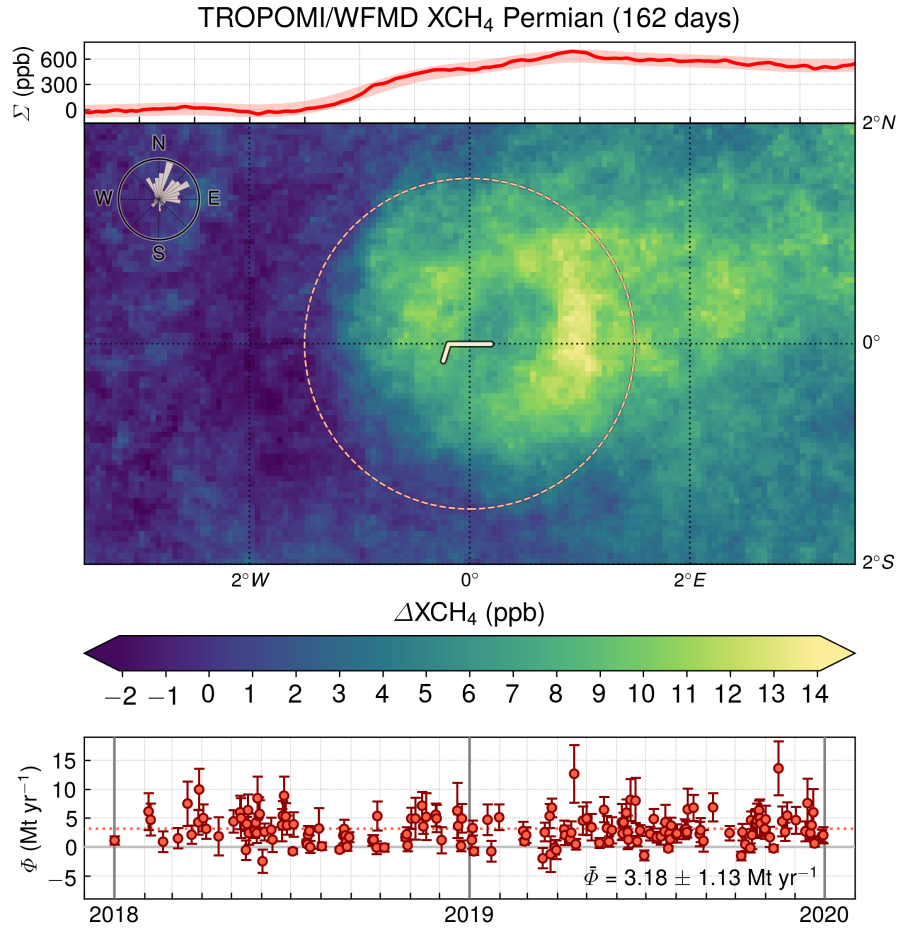 TROPOMI/WFMD XCH₄ Permian (162 days)
Σ (ppb)
600
300
0
2°N
N
W E
S
0°
2°S
2°W 0° 2°E
ΔXCH₄ (ppb)
−2 −1 0 1 2 3 4 5 6 7 8 9 10 11 12 13 14
Φ (Mt yr⁻¹)
15
10
5
0
−5
Φ̄ = 3.18 ± 1.13 Mt yr⁻¹
2018 2019 2020